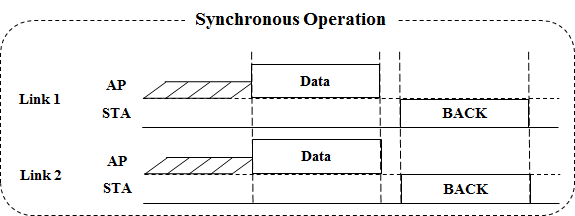 Synchronous Operation
AP
Data
Link 1
STA
BACK
AP
Data
Link 2
STA
BACK